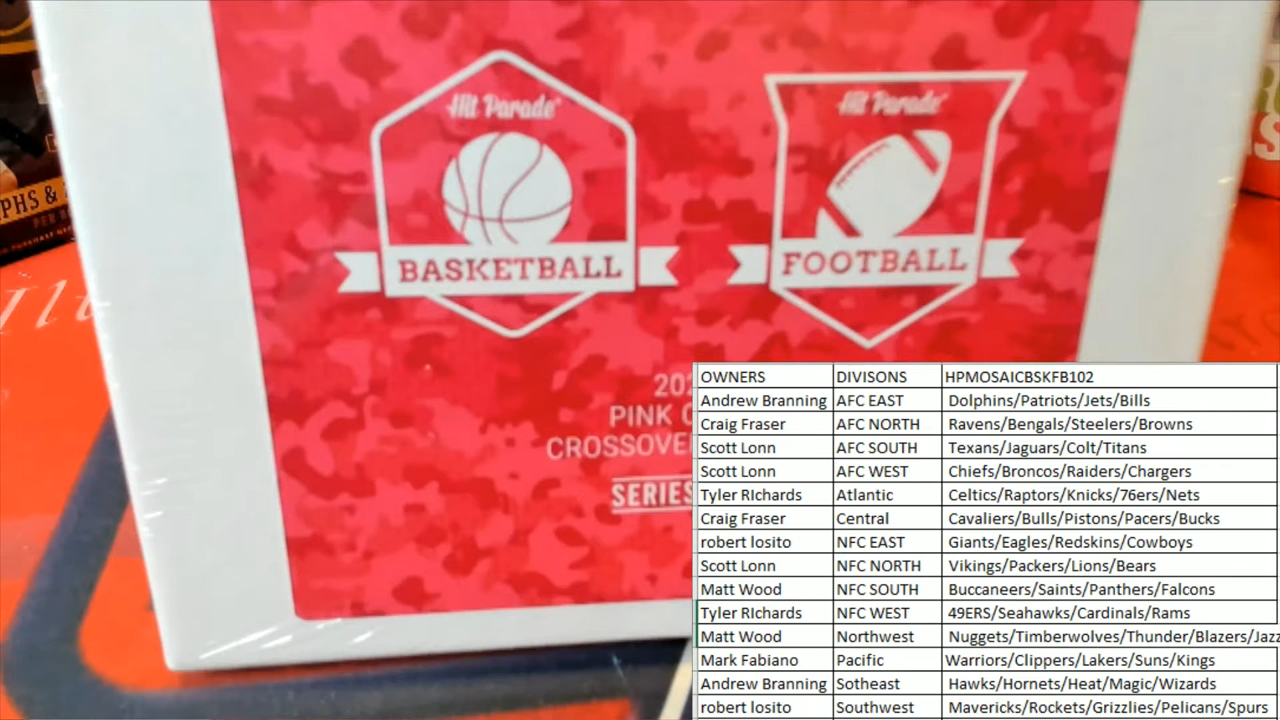 Hit Parade
BASKETBALL
Hit Parade
FOOTBALL
PHS &
PER B
PINK
CROSSOVE
SERIES
OWNERS DIVISONS HPMOSAICBSKFB102
Andrew Branning AFC EAST Dolphins/Patriots/Jets/Bills
Craig Fraser AFC NORTH Ravens/Bengals/Steelers/Browns
Scott Lonn AFC SOUTH Texans/Jaguars/Colt/Titans
Scott Lonn AFC WEST Chiefs/Broncos/Raiders/Chargers
Tyler RIchards Atlantic Celtics/Raptors/Knicks/76ers/Nets
Craig Fraser Central Cavaliers/Bulls/Pistons/Pacers/Bucks
robert losito NFC EAST Giants/Eagles/Redskins/Cowboys
Scott Lonn NFC NORTH Vikings/Packers/Lions/Bears
Matt Wood NFC SOUTH Buccaneers/Saints/Panthers/Falcons
Tyler RIchards NFC WEST 49ERS/Seahawks/Cardinals/Rams
Matt Wood Northwest Nuggets/Timberwolves/Thunder/Blazers/Jazz
Mark Fabiano Pacific Warriors/Clippers/Lakers/Suns/Kings
Andrew Branning Sotheast Hawks/Hornets/Heat/Magic/Wizards
robert losito Southwest Mavericks/Rockets/Grizzlies/Pelicans/Spurs